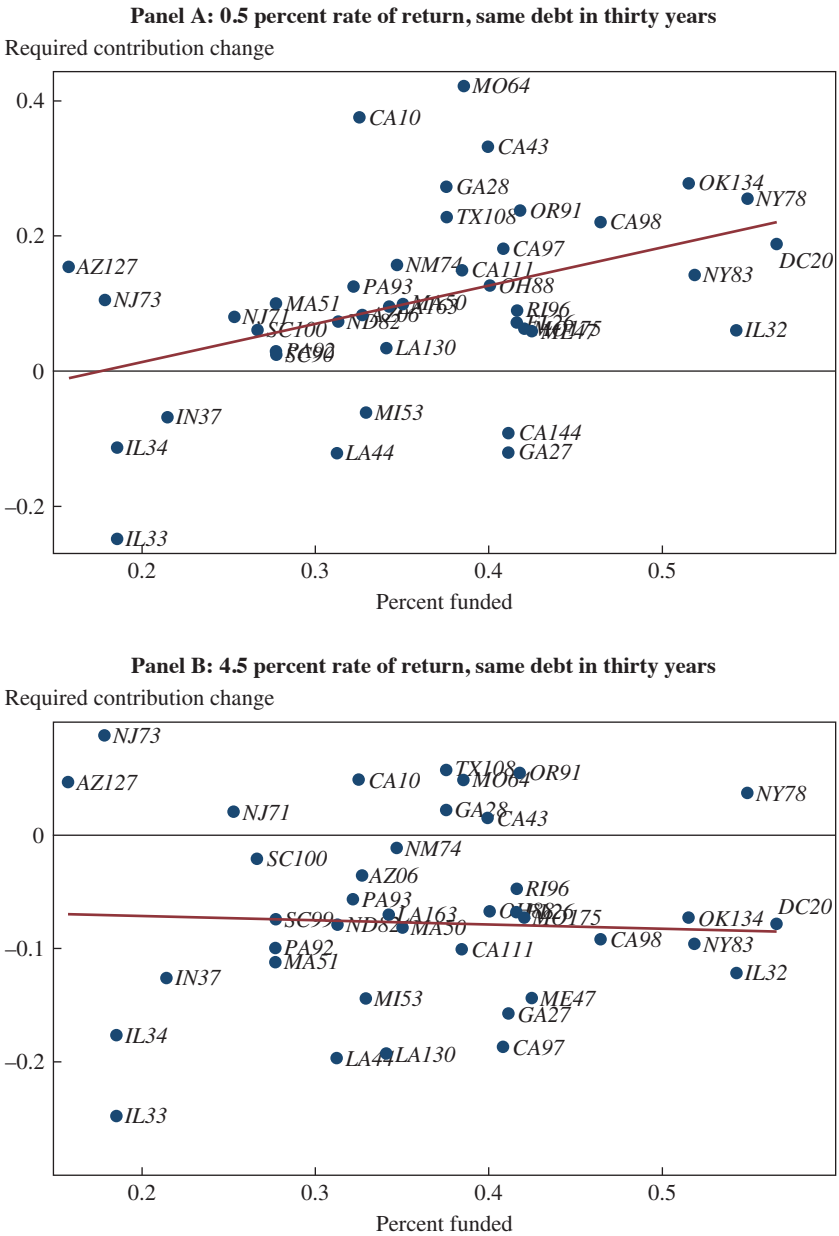 Panel A: 0.5 percent rate of return, same debt in thirty years
Required contribution change
0.4
MO64
CA10
CA43
GA28
OK134
NY78
TX108
OR91
0.2
CA98
CA97
DC20
AZ127
NM74
CA111
NY83
NJ73
PA93
OH88
MA51
MA50
LA163
RI96
NJ71
AZ06
SC100
ND82
ME47
IL32
PA92
LA130
0
IN37
MI53
CA144
IL34
LA44
GA27
–0.2
IL33
0.2 0.3 0.4 0.5
Percent funded
Panel B: 4.5 percent rate of return, same debt in thirty years
Required contribution change
NJ73
TX108
OR91
AZ127
CA10
MO64
NY78
NJ71
GA28
CA43
0
NM74
SC100
AZ06
RI96
PA93
DC20
LA163
OH88
SC99
ND82
MA50
MO175
OK134
–0.1
PA92
CA111
CA98
NY83
MA51
IN37
IL32
MI53
ME47
GA27
IL34
CA97
–0.2
LA44
LA130
IL33
0.2 0.3 0.4 0.5
Percent funded